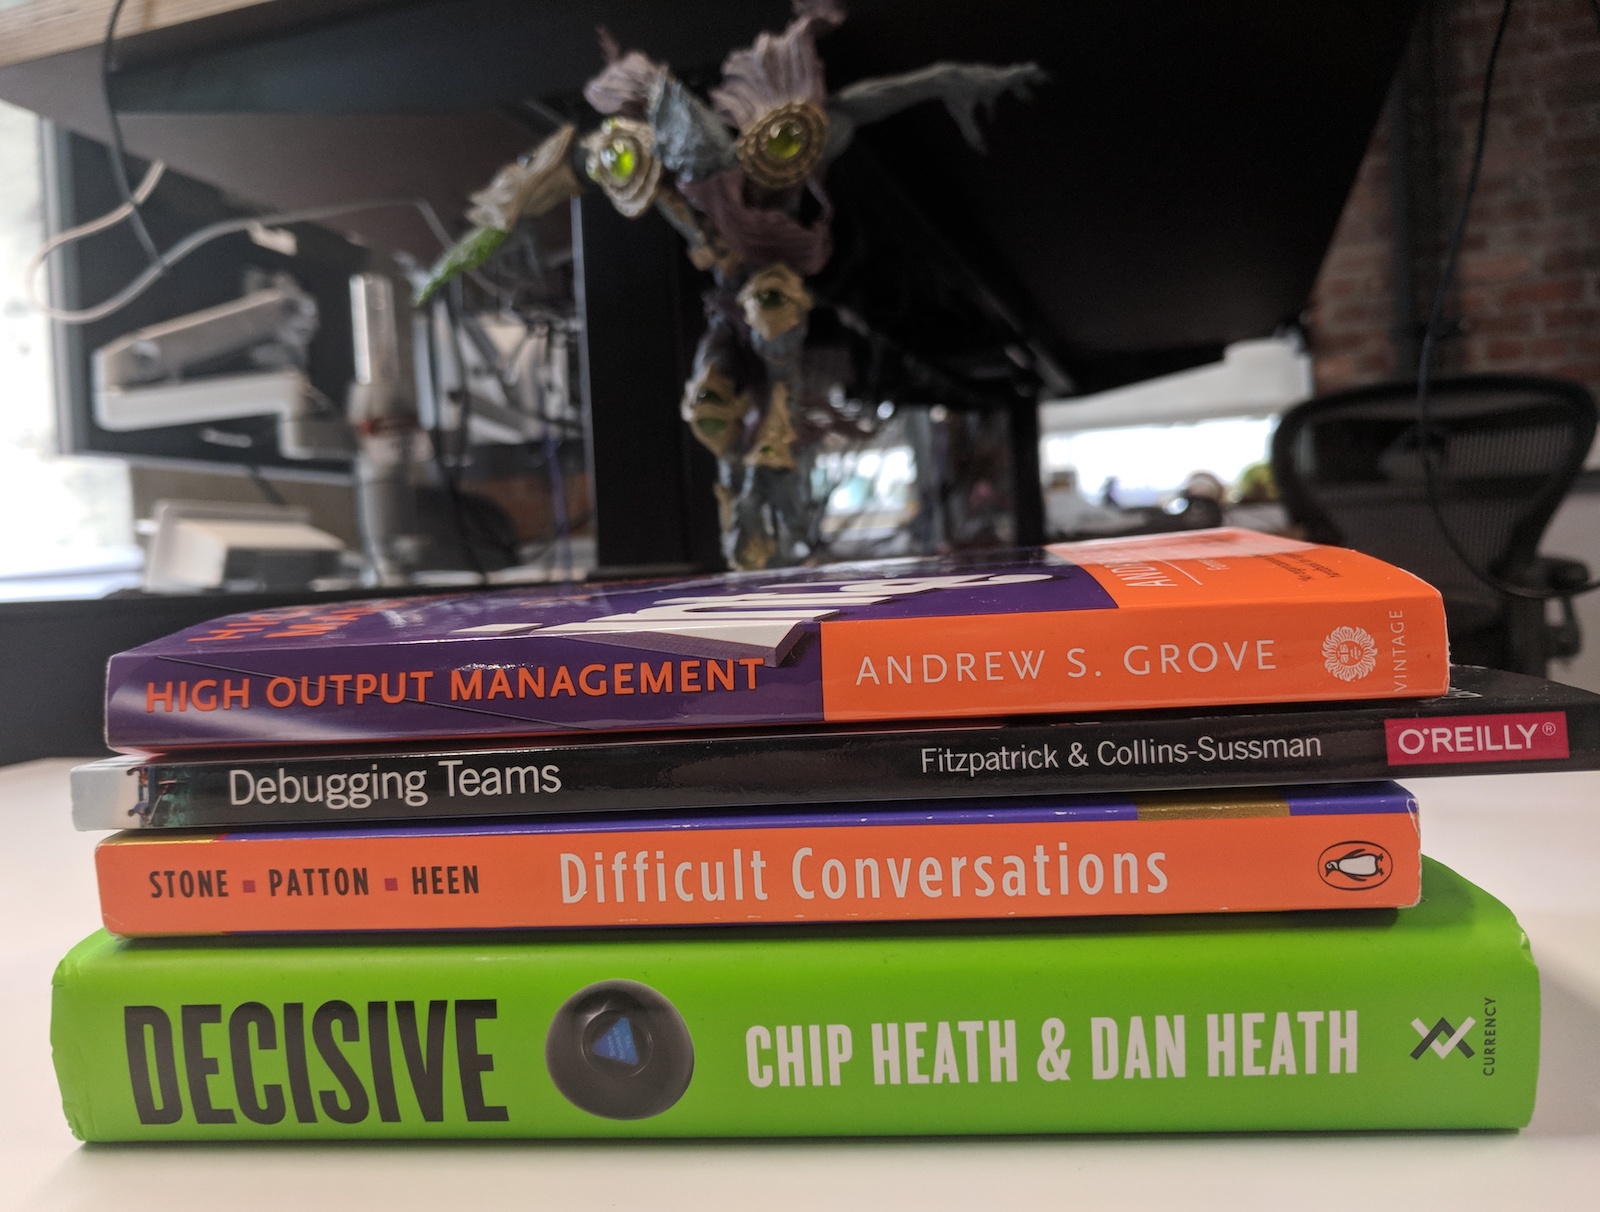 HIGH OUTPUT MANAGEMENT
ANDREW S. GROVE
VINTAGE
Debugging Teams
Fitzpatrick & Collins-Sussman
O'REILLY®
STONE ▪ PATTON ▪ HEEN
Difficult Conversations
DECISIVE
CHIP HEATH & DAN HEATH
CURRENCY